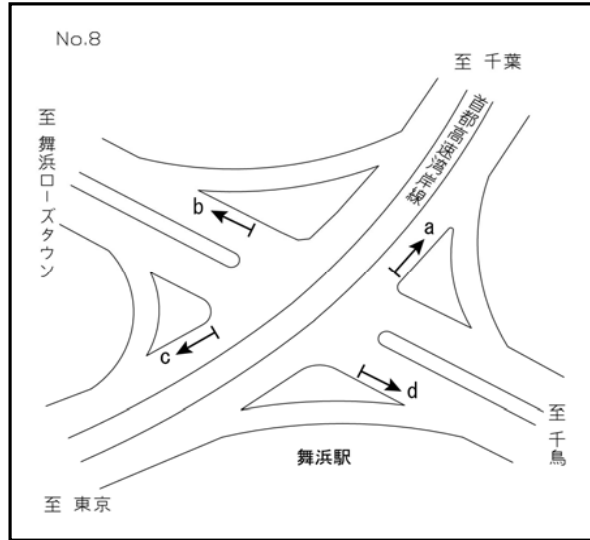 No.8
至 千葉
首都高速湾岸線
至 舞浜ローズタウン
a
b
c
d
至 千鳥
舞浜駅
至 東京